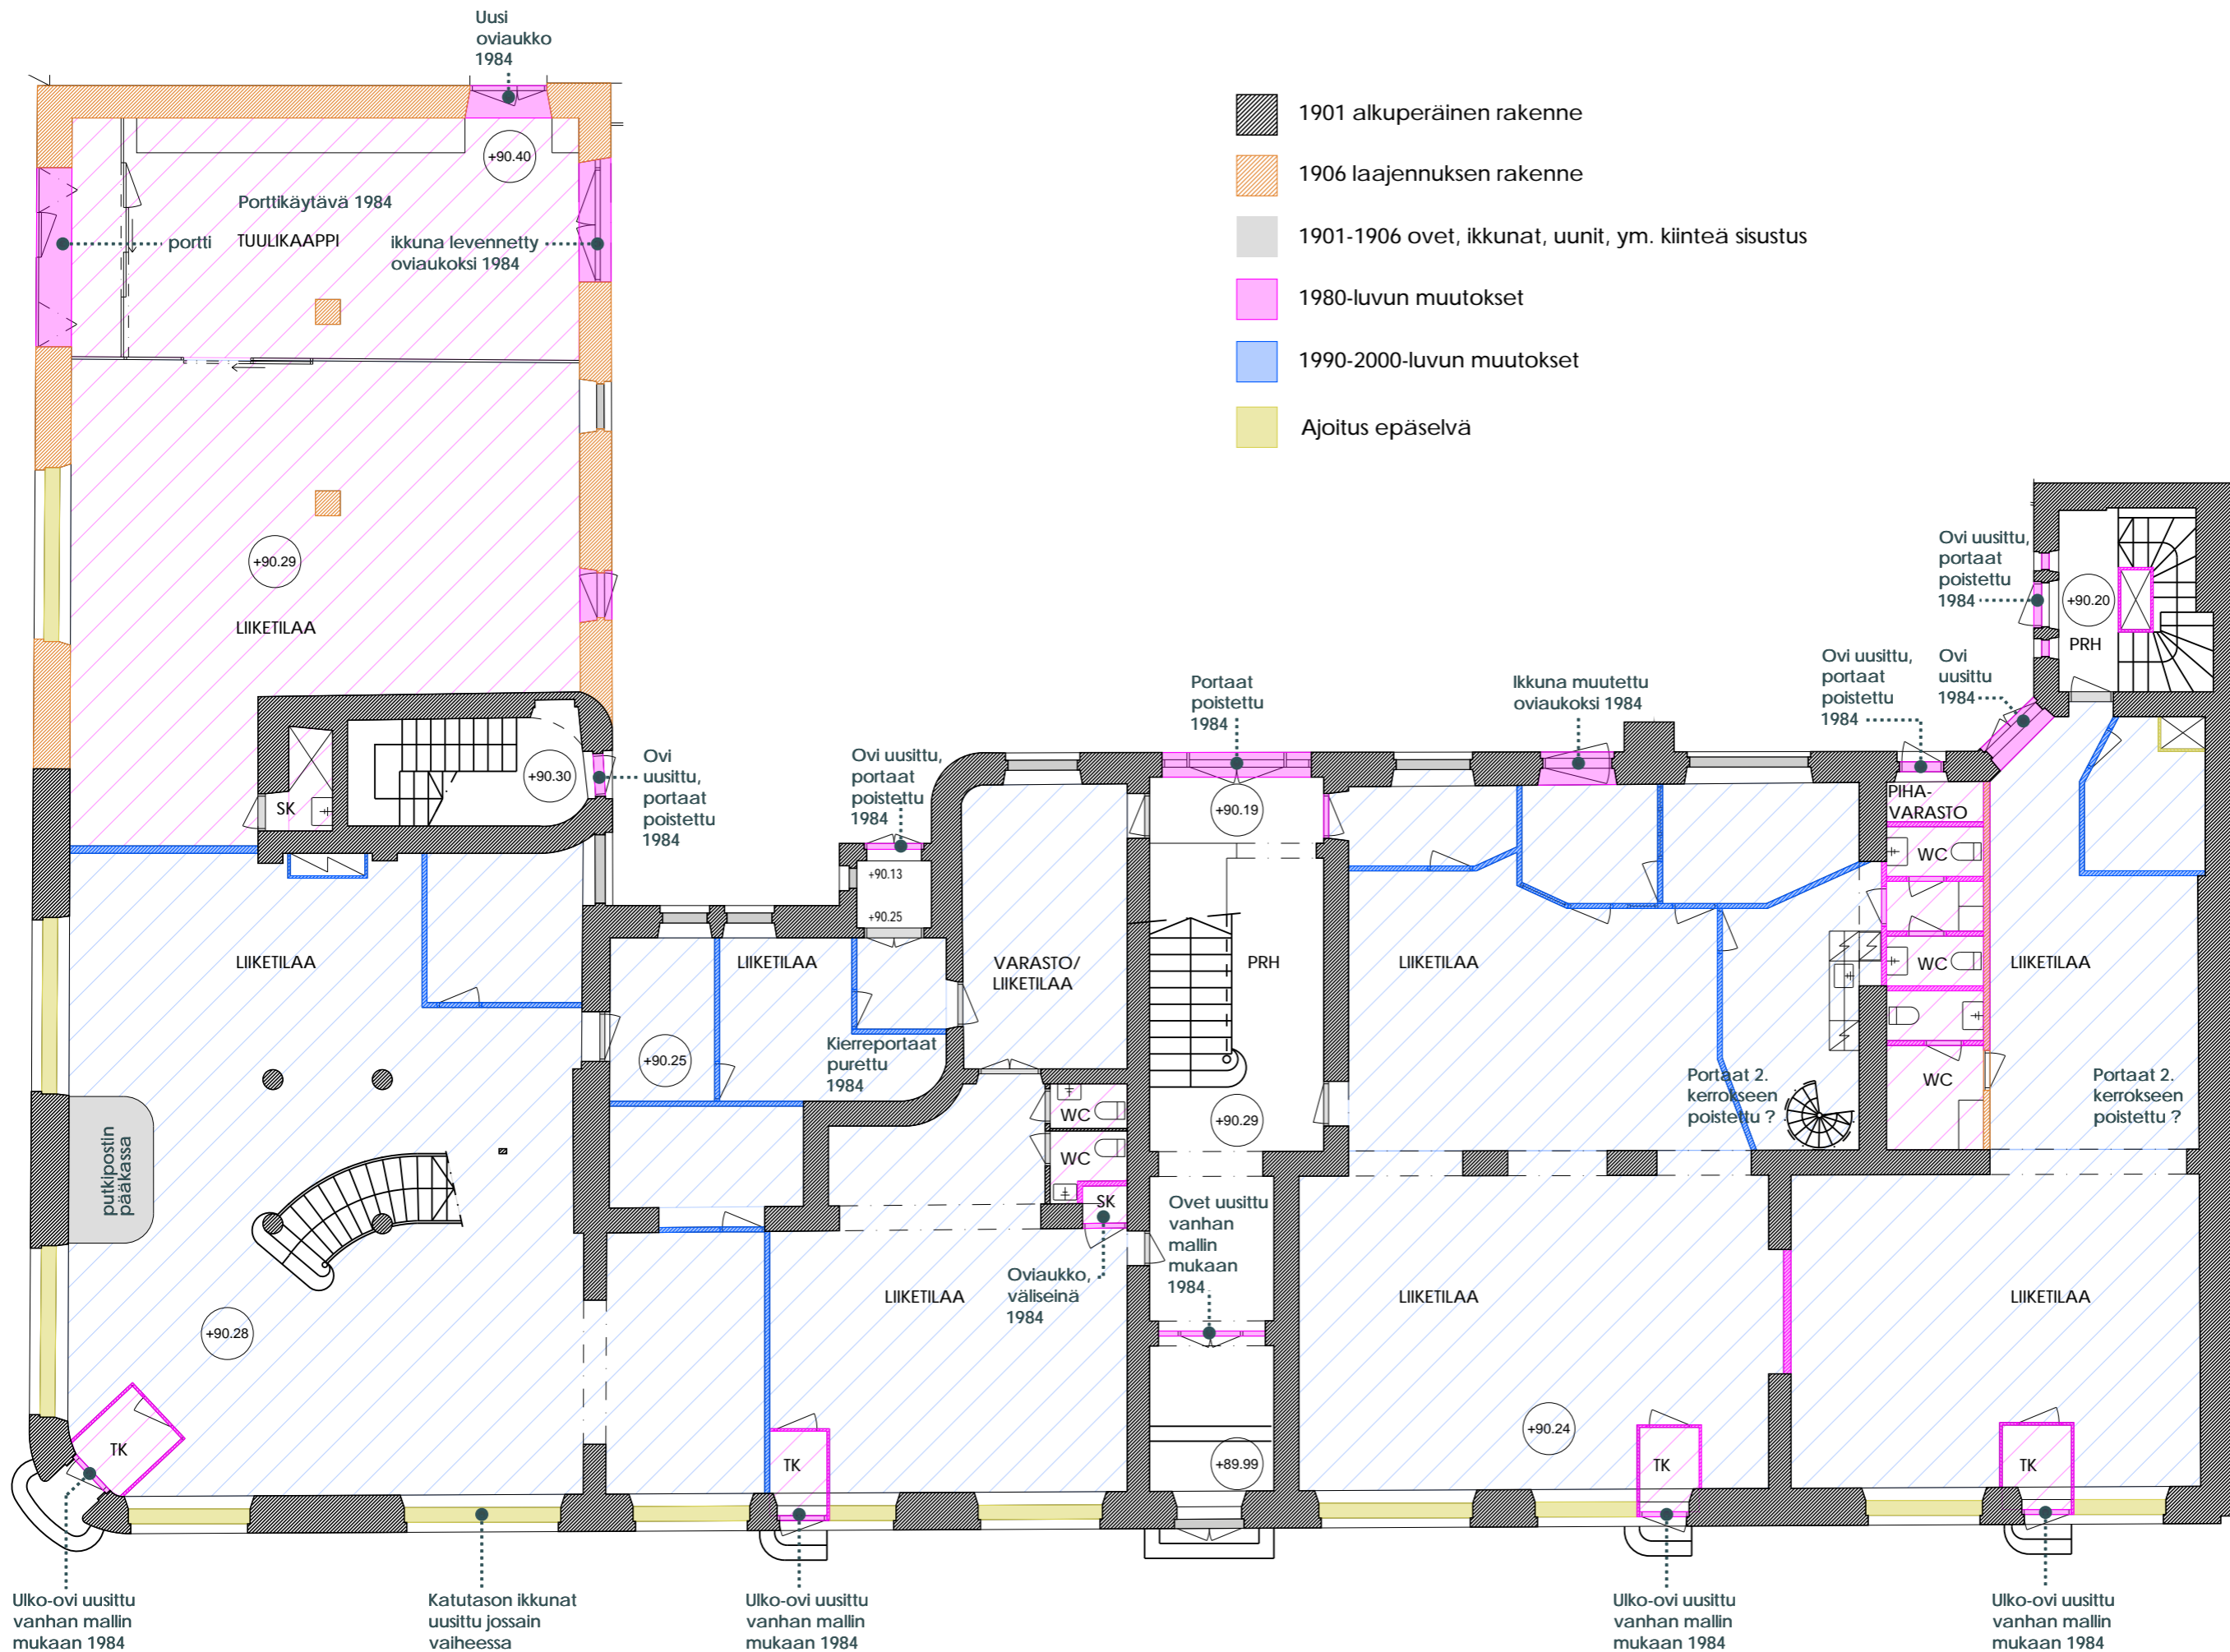 Uusi
oviaukko
1984
+90.40
Porttikäytävä 1984
TUULIKAAPPI
portti
ikkuna levennetty
oviaukoksi 1984
1901 alkuperäinen rakenne
1906 laajennuksen rakenne
1901-1906 ovet, ikkunat, uunit, ym. kiinteä sisustus
1980-luvun muutokset
1990-2000-luvun muutokset
Ajoitus epäselvä
+90.29
LIIKETILAA
SK
+90.30
Ovi
uusittu,
portaat
poistettu
1984
Ovi uusittu,
portaat
poistettu
1984
Portaat
poistettu
1984
Ikkuna muutettu
oviaukoksi 1984
Ovi uusittu,
portaat
poistettu
1984
Ovi
uusittu
1984
Ovi uusittu,
portaat
poistettu
1984
+90.20
PRH
+90.19
+90.13
+90.25
PIHA-
VARASTO
WC
WC
WC
LIIKETILAA
LIIKETILAA
VARASTO/
LIIKETILAA
PRH
LIIKETILAA
LIIKETILAA
+90.25
Kierreportaat
purettu
1984
WC
WC
SK
+90.29
Portaat 2.
kerrokseen
poistettu ?
Portaat 2.
kerrokseen
poistettu ?
putkipostin
pääkassa
Ovet uusittu
vanhan
mallin
mukaan
1984
Oviaukko,
väliseinä
1984
LIIKETILAA
LIIKETILAA
LIIKETILAA
+90.28
+90.24
+89.99
TK
TK
TK
TK
Ulko-ovi uusittu
vanhan mallin
mukaan 1984
Katutason ikkunat
uusittu jossain
vaiheessa
Ulko-ovi uusittu
vanhan mallin
mukaan 1984
Ulko-ovi uusittu
vanhan mallin
mukaan 1984
Ulko-ovi uusittu
vanhan mallin
mukaan 1984